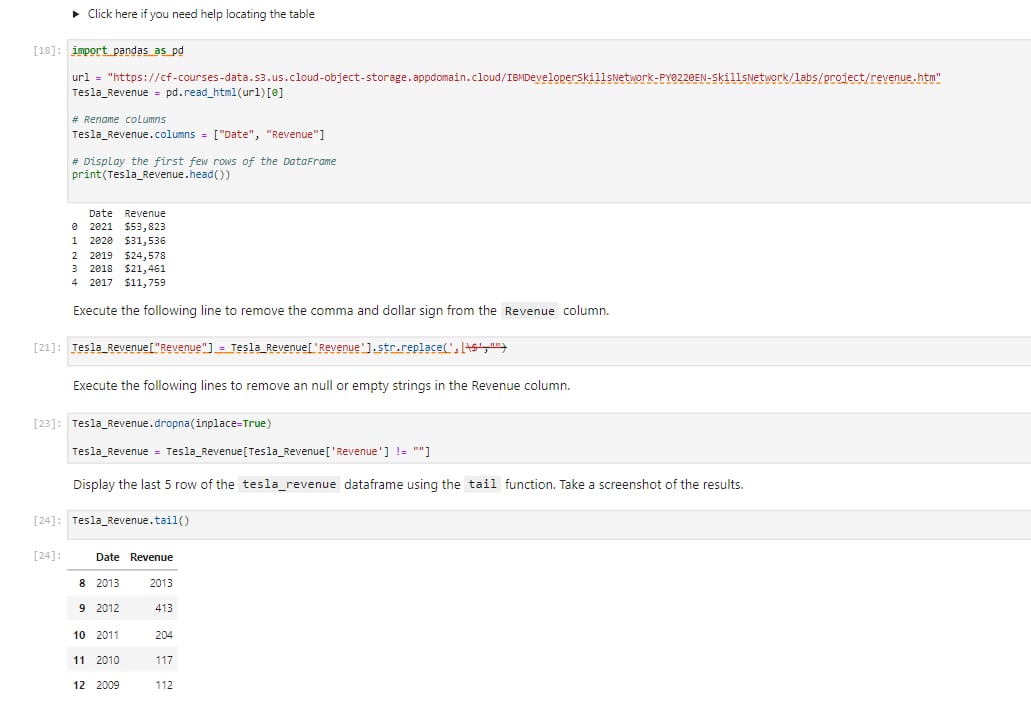 ▶ Click here if you need help locating the table
[18]: import pandas as pd
url = "https://cf-courses-data.s3.us.cloud-object-storage.appdomain.cloud/IBMDeveloperSkillsNetwork-PY0220EN-SkillsNetwork/labs/project/revenue.htm"
Tesla_Revenue = pd.read_html(url)[0]
# Rename columns
Tesla_Revenue.columns = ["Date", "Revenue"]
# Display the first few rows of the DataFrame
print(Tesla_Revenue.head())
Date Revenue
0 2021 $53,823
1 2020 $31,536
2 2019 $24,578
3 2018 $21,461
4 2017 $11,759
Execute the following line to remove the comma and dollar sign from the Revenue column.
[21]: Tesla_Revenue["Revenue"] = Tesla_Revenue['Revenue'].str.replace(',|\$',"")
Execute the following lines to remove an null or empty strings in the Revenue column.
[23]: Tesla_Revenue.dropna(inplace=True)
Tesla_Revenue = Tesla_Revenue[Tesla_Revenue['Revenue'] != ""]
Display the last 5 row of the tesla_revenue dataframe using the tail function. Take a screenshot of the results.
[24]: Tesla_Revenue.tail()
[24]: Date Revenue
8 2013 2013
9 2012 413
10 2011 204
11 2010 117
12 2009 112